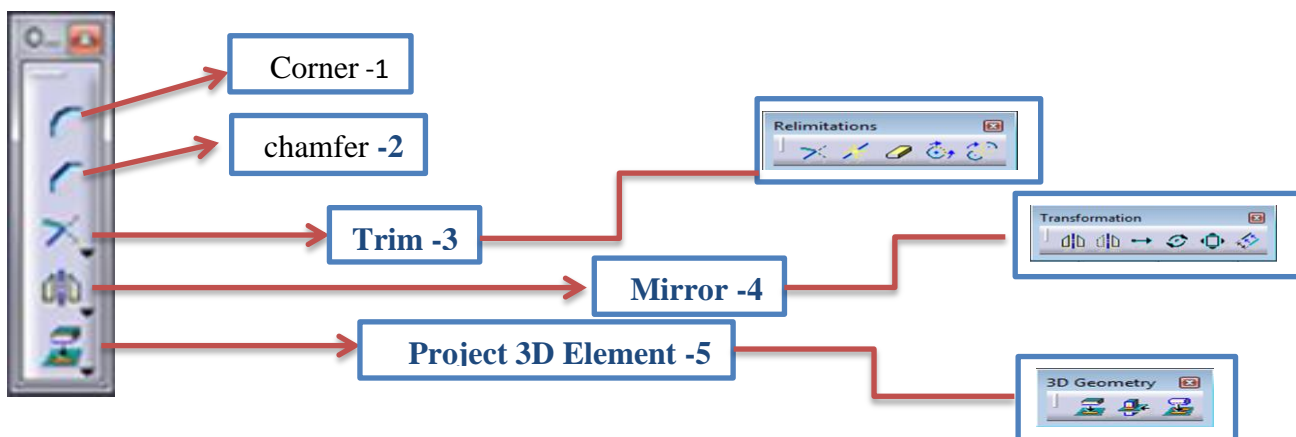 O...
Corner -1
chamfer -2
Relimitations
Trim -3
Transformation
Mirror -4
Project 3D Element -5
3D Geometry